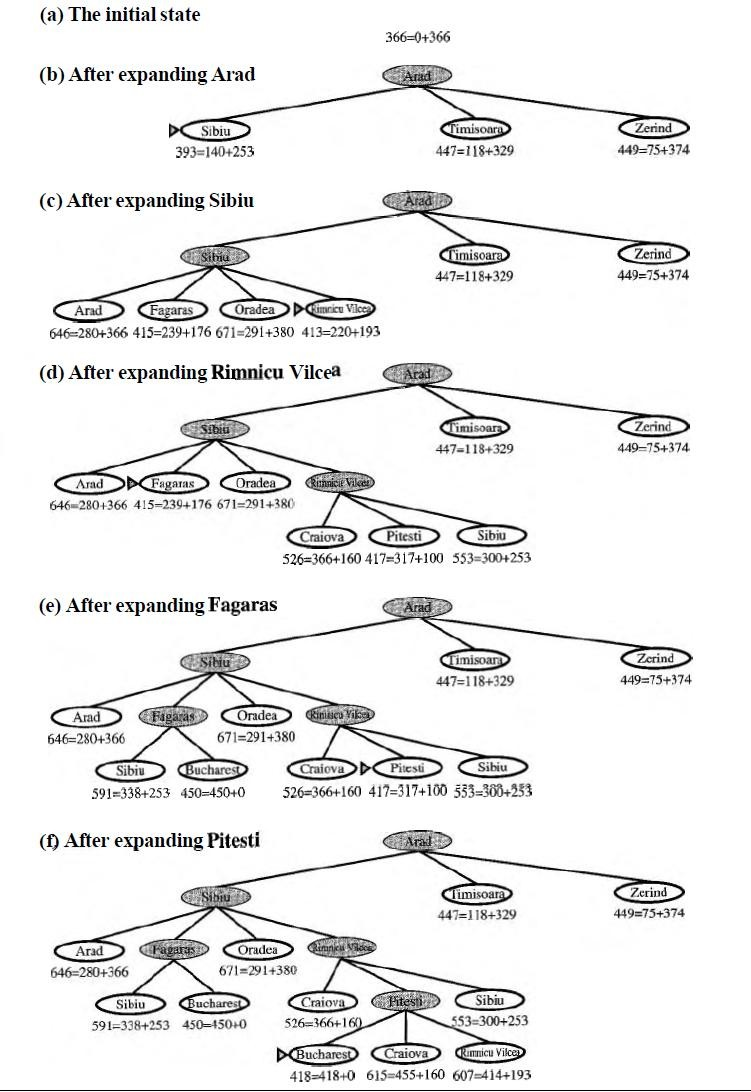 (a) The initial state
366=0+366
(b) After expanding Arad
Arad
Sibiu Timisoara Zerind
393=140+253 447=118+329 449=75+374
(c) After expanding Sibiu
Arad
Sibiu Timisoara Zerind
447=118+329 449=75+374
Arad Fagaras Oradea Rimnicu Vilcea
646=280+366 415=239+176 671=291+380 413=220+193
(d) After expanding Rimnicu Vilcea
Arad
Sibiu Timisoara Zerind
447=118+329 449=75+374
Arad Fagaras Oradea Rimnicu Vilcea
646=280+366 415=239+176 671=291+380
Craiova Pitesti Sibiu
526=366+160 417=317+100 553=300+253
(e) After expanding Fagaras
Arad
Sibiu Timisoara Zerind
447=118+329 449=75+374
Arad Fagaras Oradea Rimnicu Vilcea
646=280+366 671=291+380
Sibiu Bucharest Craiova Pitesti Sibiu
591=338+253 450=450+0 526=366+160 417=317+100 553=300+253
(f) After expanding Pitesti
Arad
Sibiu Timisoara Zerind
447=118+329 449=75+374
Arad Fagaras Oradea Rimnicu Vilcea
646=280+366 671=291+380
Sibiu Bucharest Craiova Pitesti Sibiu
591=338+253 450=450+0 526=366+160 553=300+253
Bucharest Craiova Rimnicu Vilcea
418=418+0 615=455+160 607=414+193